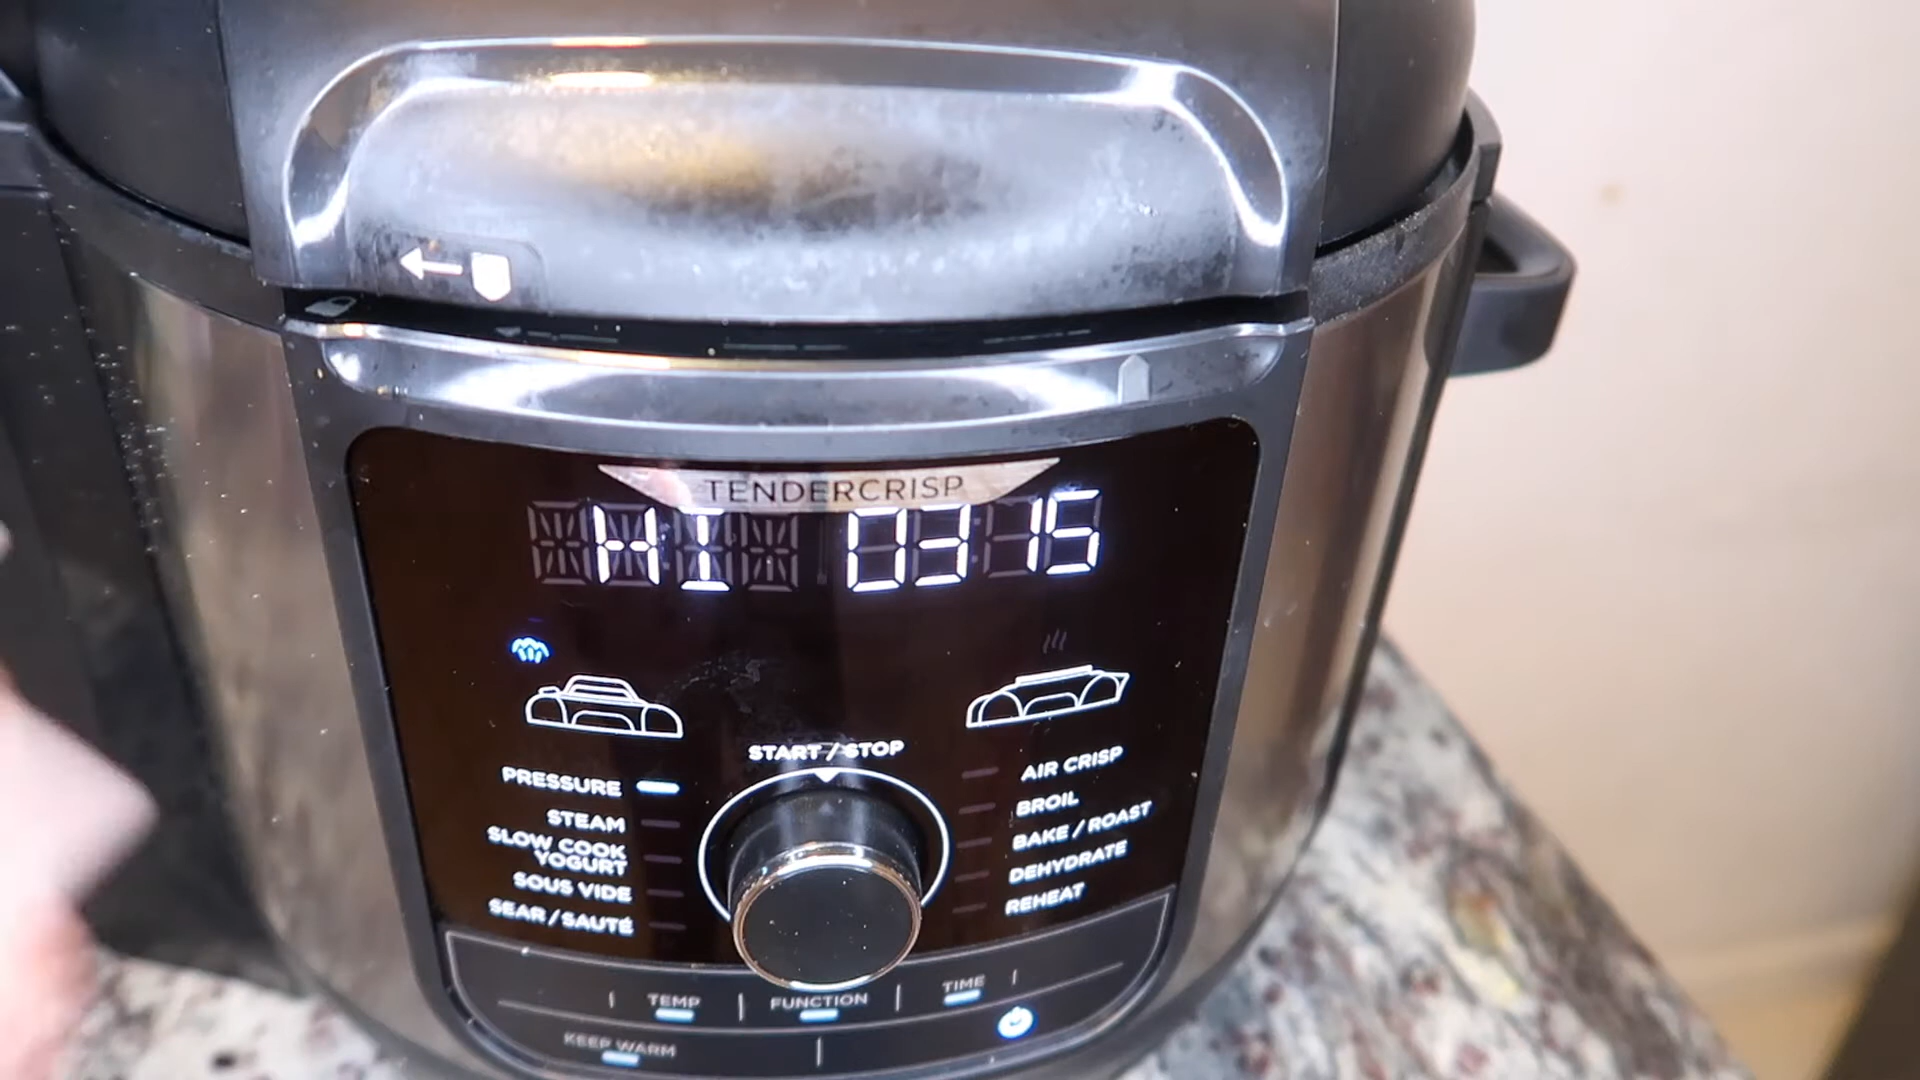 TENDERCRISP
HI 03 15
START / STOP
PRESSURE
STEAM
SLOW COOK
YOGURT
SOUS VIDE
SEAR / SAUTÉ
AIR CRISP
BROIL
BAKE / ROAST
DEHYDRATE
REHEAT
TEMP
FUNCTION
TIME
KEEP WARM